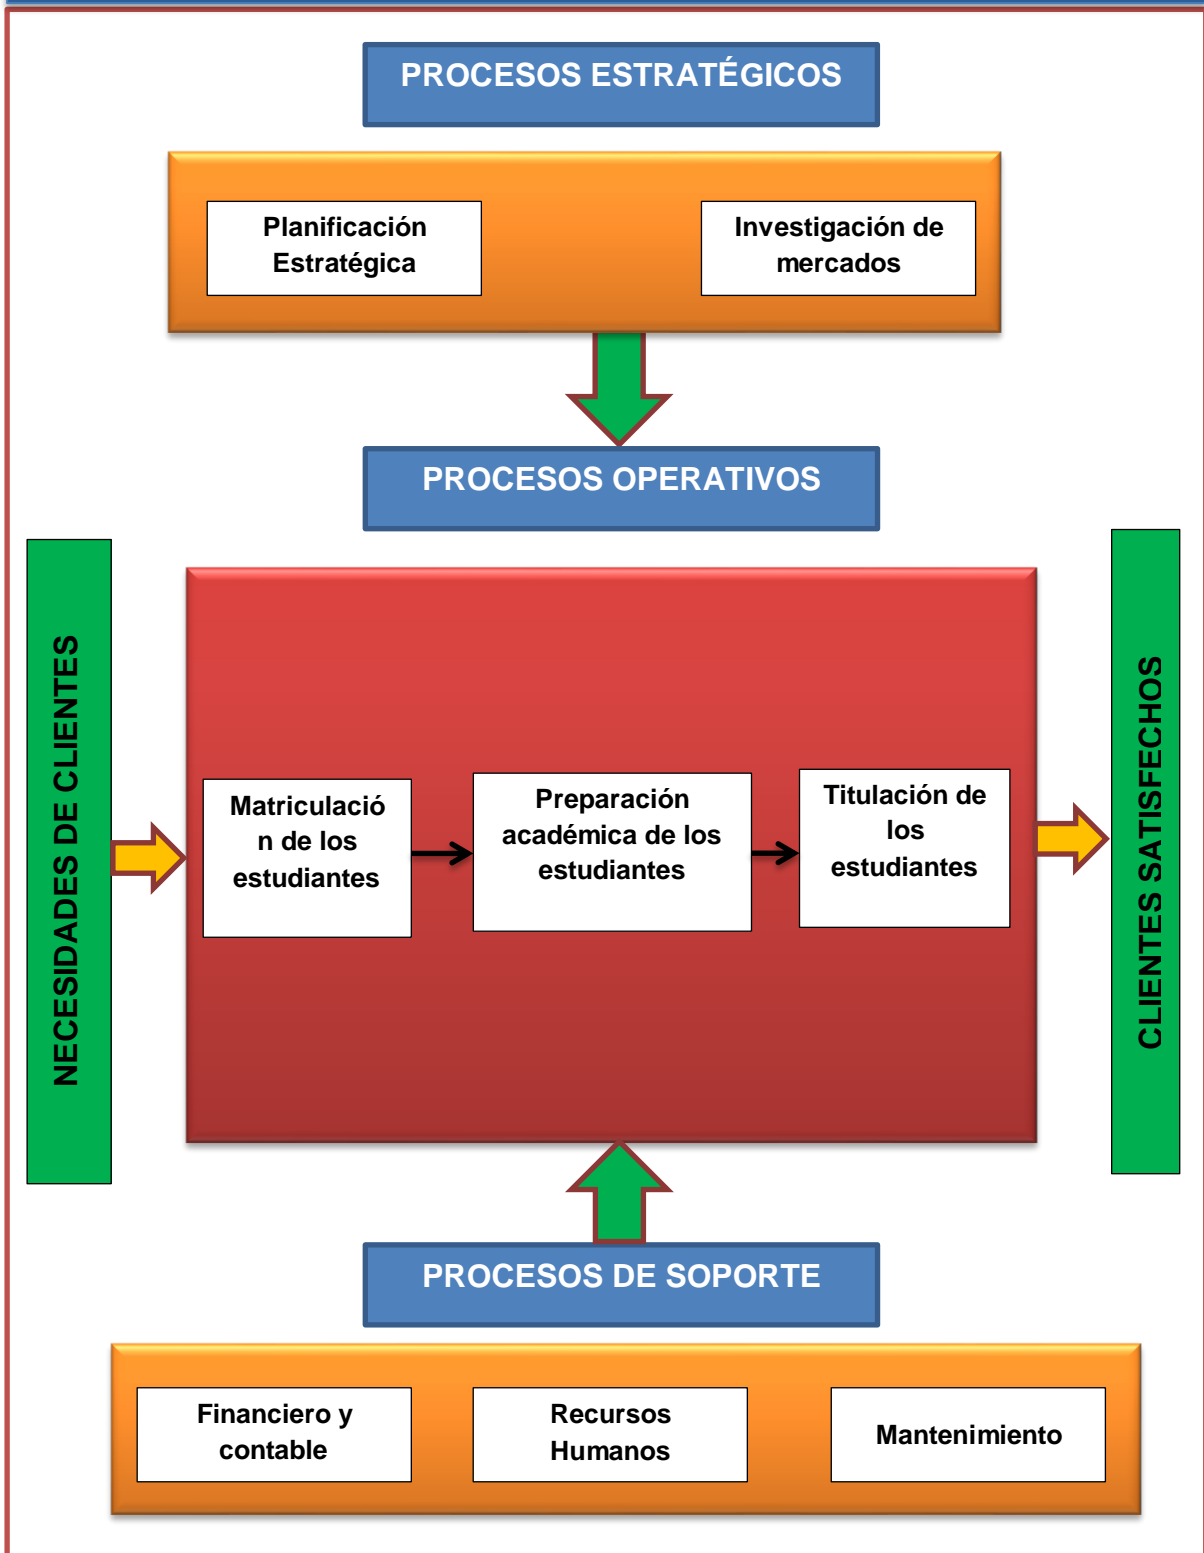 PROCESOS ESTRATÉGICOS
Planificación
Estratégica
Investigación de
mercados
PROCESOS OPERATIVOS
NECESIDADES DE CLIENTES
Matriculació
n de los
estudiantes
Preparación
académica de los
estudiantes
Titulación de
los
estudiantes
CLIENTES SATISFECHOS
PROCESOS DE SOPORTE
Financiero y
contable
Recursos
Humanos
Mantenimiento